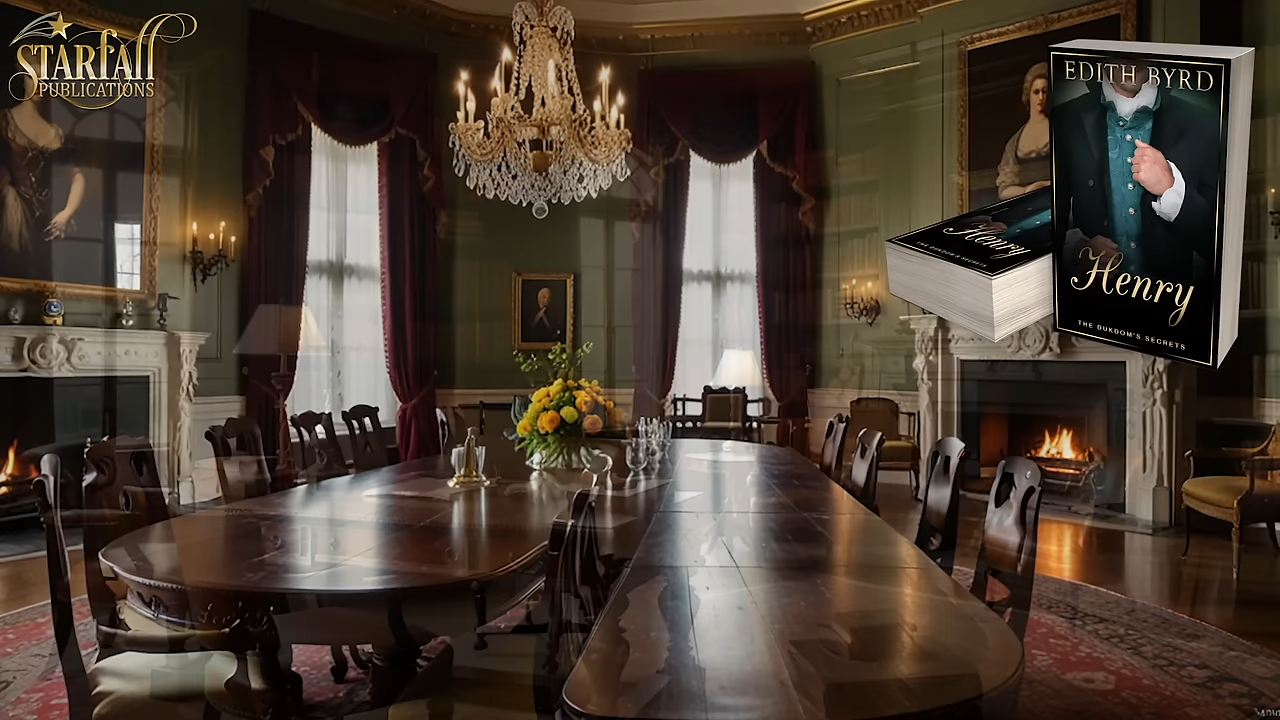 STARfall
PUBLICATIONS
EDITH BYRD
Henry
THE DUKDOM'S SECRETS
Henry
THE DUKDOM'S SECRETS